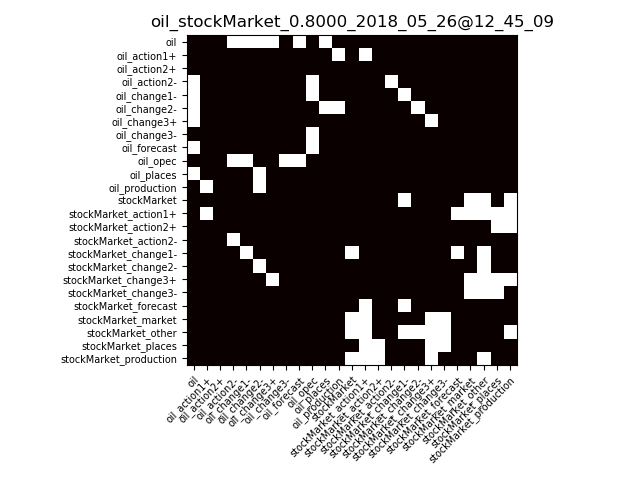 oil_stockMarket_0.8000_2018_05_26@12_45_09
oil
oil_action1+
oil_action2+
oil_action2-
oil_change1-
oil_change2-
oil_change3+
oil_change3-
oil_forecast
oil_opec
oil_places
oil_production
stockMarket
stockMarket_action1+
stockMarket_action2+
stockMarket_action2-
stockMarket_change1-
stockMarket_change2-
stockMarket_change3+
stockMarket_change3-
stockMarket_forecast
stockMarket_market
stockMarket_other
stockMarket_places
stockMarket_production
oil
oil_action1+
oil_action2+
oil_action2-
oil_change1-
oil_change2-
oil_change3+
oil_change3-
oil_forecast
oil_opec
oil_places
oil_production
stockMarket
stockMarket_action1+
stockMarket_action2+
stockMarket_action2-
stockMarket_change1-
stockMarket_change2-
stockMarket_change3+
stockMarket_change3-
stockMarket_forecast
stockMarket_market
stockMarket_other
stockMarket_places
stockMarket_production